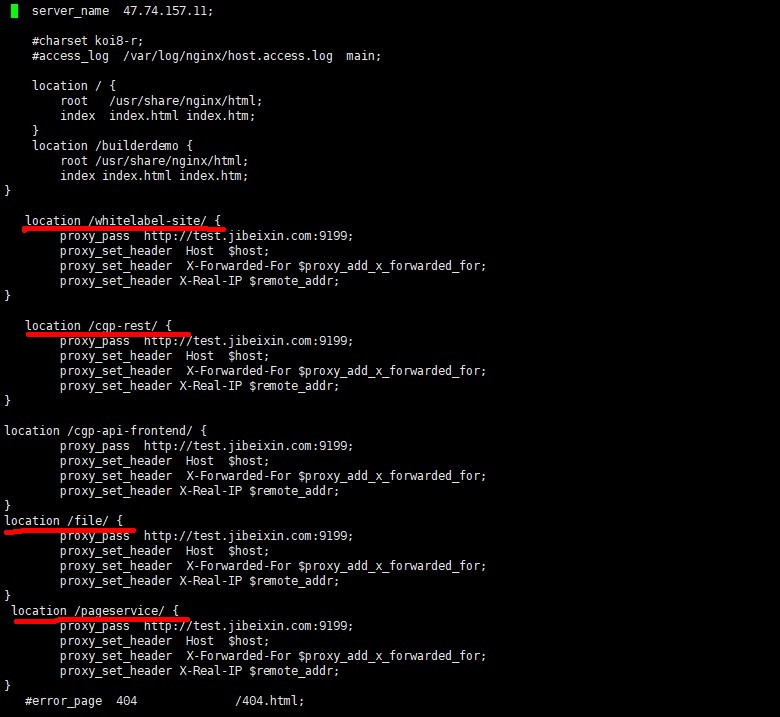 server_name  47.74.157.11;
#charset koi8-r;
#access_log  /var/log/nginx/host.access.log  main;
location / {
root   /usr/share/nginx/html;
index  index.html index.htm;
}
location /builderdemo {
root /usr/share/nginx/html;
index index.html index.htm;
}
location /whitelabel-site/ {
proxy_pass  http://test.jibeixin.com:9199;
proxy_set_header  Host  $host;
proxy_set_header  X-Forwarded-For $proxy_add_x_forwarded_for;
proxy_set_header X-Real-IP $remote_addr;
}
location /cgp-rest/ {
proxy_pass  http://test.jibeixin.com:9199;
proxy_set_header  Host  $host;
proxy_set_header  X-Forwarded-For $proxy_add_x_forwarded_for;
proxy_set_header X-Real-IP $remote_addr;
}
location /cgp-api-frontend/ {
proxy_pass  http://test.jibeixin.com:9199;
proxy_set_header  Host  $host;
proxy_set_header  X-Forwarded-For $proxy_add_x_forwarded_for;
proxy_set_header X-Real-IP $remote_addr;
}
location /file/ {
proxy_pass  http://test.jibeixin.com:9199;
proxy_set_header  Host  $host;
proxy_set_header  X-Forwarded-For $proxy_add_x_forwarded_for;
proxy_set_header X-Real-IP $remote_addr;
}
location /pageservice/ {
proxy_pass  http://test.jibeixin.com:9199;
proxy_set_header  Host  $host;
proxy_set_header  X-Forwarded-For $proxy_add_x_forwarded_for;
proxy_set_header X-Real-IP $remote_addr;
}
#error_page  404              /404.html;